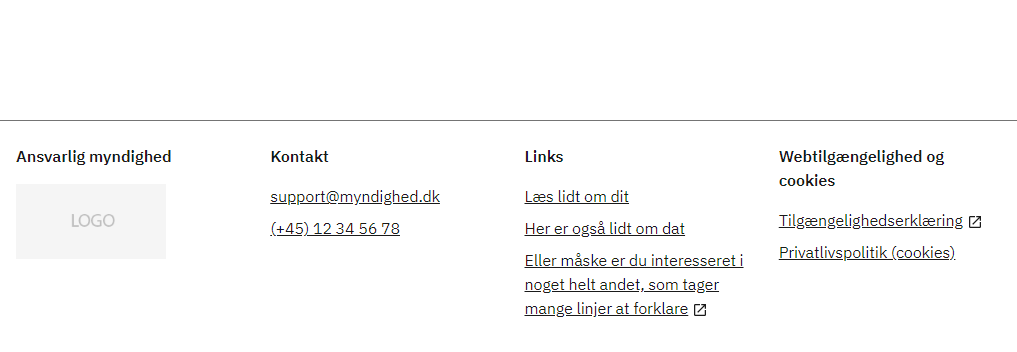 Ansvarlig myndighed
LOGO
Kontakt
support@myndighed.dk
(+45) 12 34 56 78
Links
Læs lidt om dit
Her er også lidt om dat
Eller måske er du interesseret i
noget helt andet, som tager
mange linjer at forklare
Webtilgængelighed og
cookies
Tilgængelighedserklæring
Privatlivspolitik (cookies)